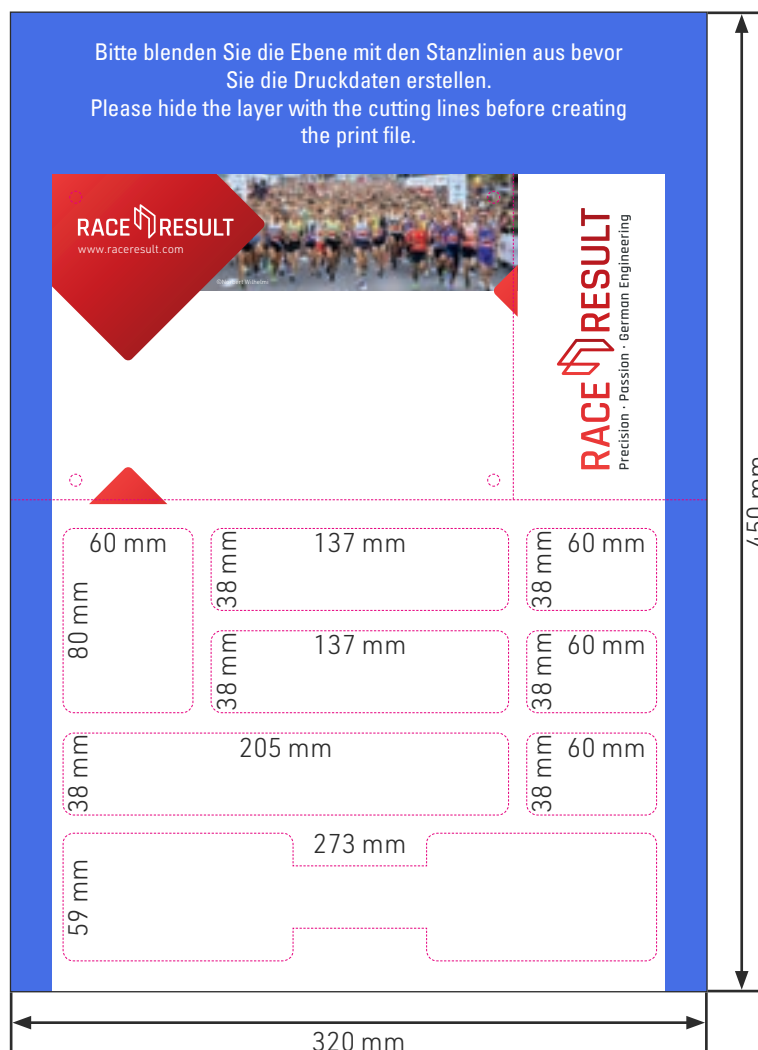 Bitte blenden Sie die Ebene mit den Stanzlinien aus bevor
Sie die Druckdaten erstellen.
Please hide the layer with the cutting lines before creating
the print file.
RACE RESULT
www.raceresult.com
RACE RESULT
Precision · Passion · German Engineering
450 mm
60 mm
80 mm
137 mm
38 mm
60 mm
38 mm
137 mm
38 mm
60 mm
38 mm
205 mm
38 mm
60 mm
38 mm
273 mm
59 mm
320 mm